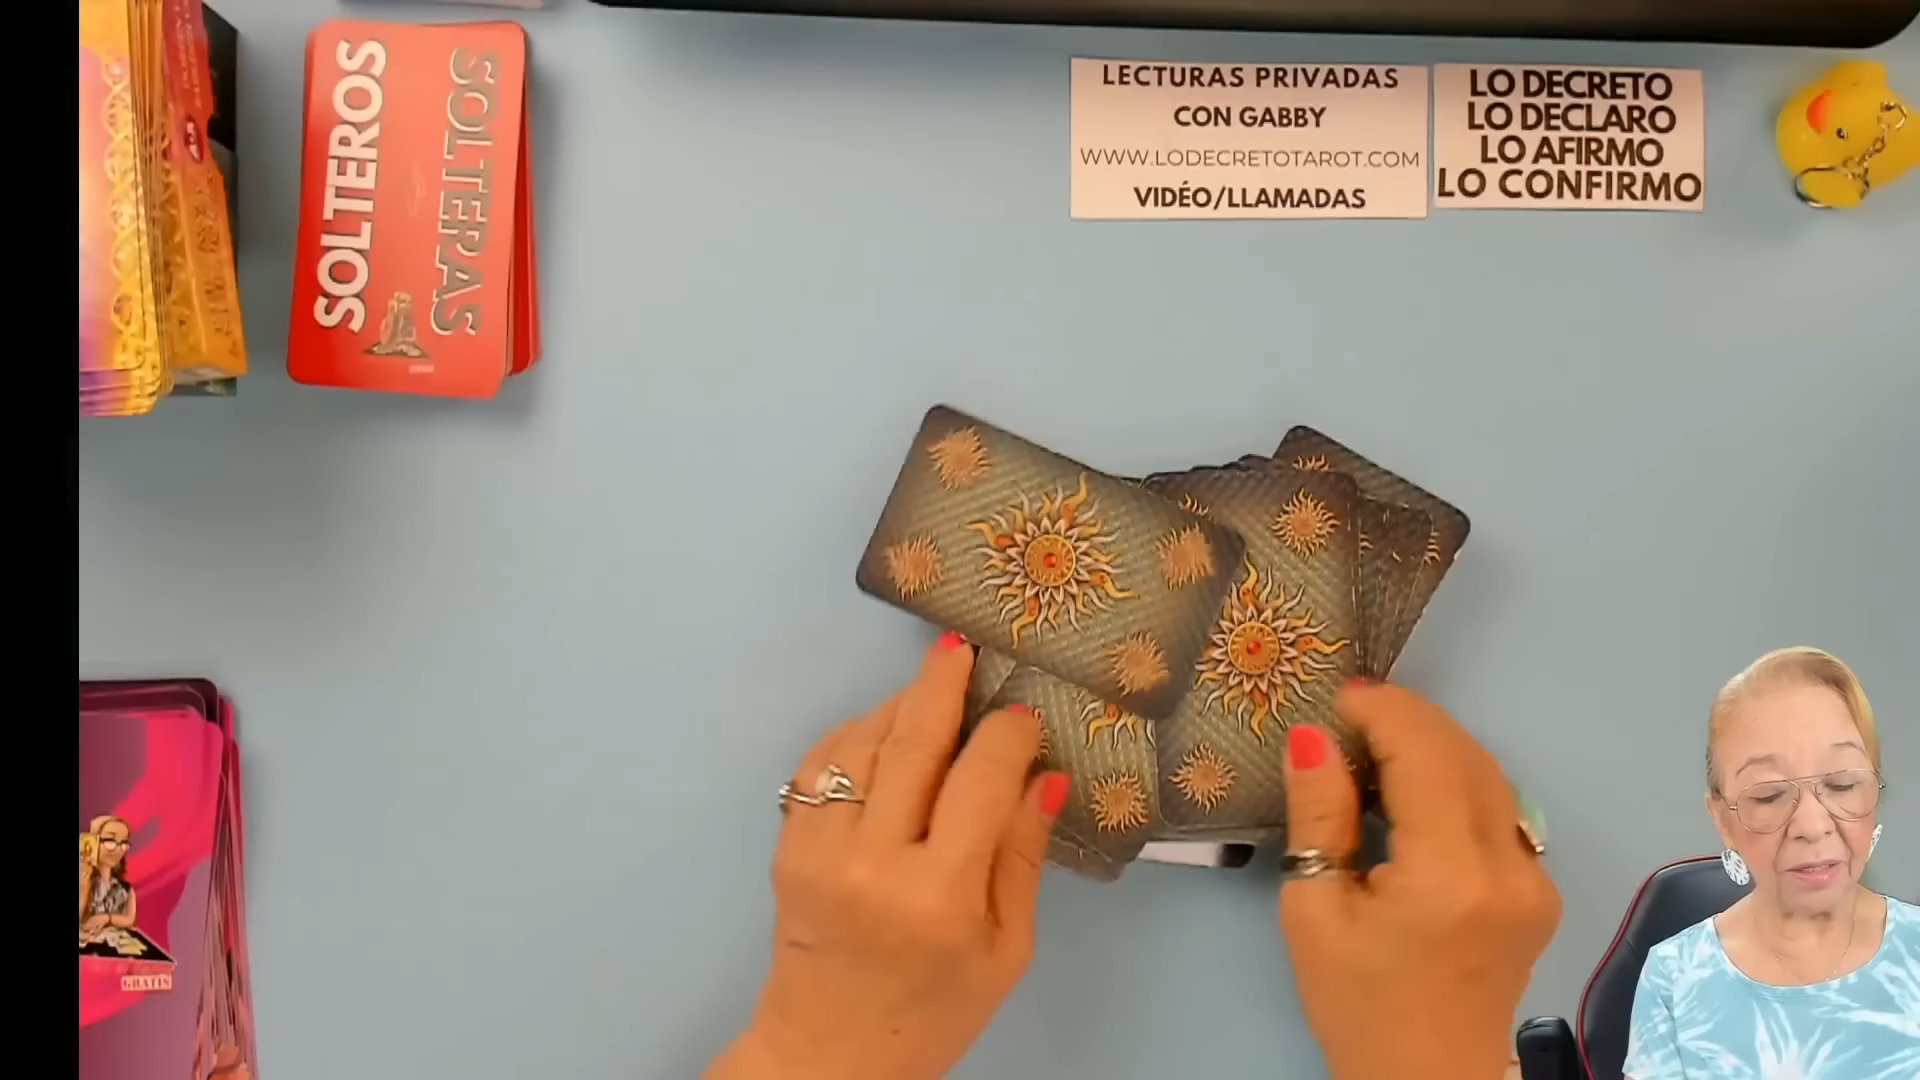 SOLTEROS
SOLTERAS
LECTURAS PRIVADAS
CON GABBY
WWW.LODECRETOTAROT.COM
VIDÉO/LLAMADAS
LO DECRETO
LO DECLARO
LO AFIRMO
LO CONFIRMO
GRATIS